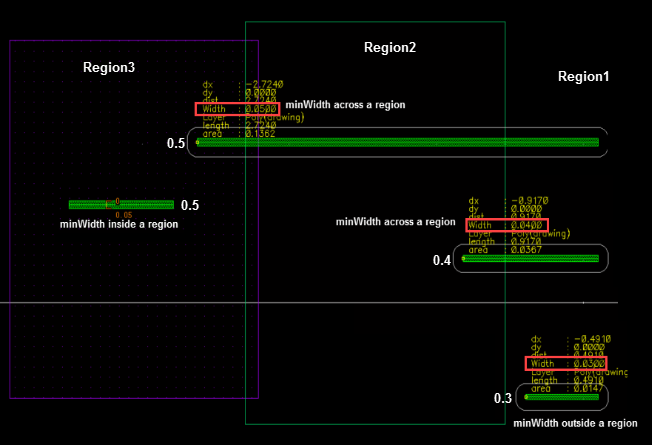 Region2
Region3
Region1
dx : -2.7240
dy : 0.0000
dist : 2.7240
Width : 0.0500
minWidth across a region
Layer : Poly(drawing)
length : 2.7240
area : 0.1362
0.5
0
0.5
0.05
minWidth inside a region
dx : -0.9170
dy : 0.0000
dist : 0.9170
minWidth across a region
Width : 0.0400
Layer : Poly(drawing)
length : 0.9170
area : 0.0367
0.4
dx : -0.4910
dy : 0.0000
dist : 0.4910
Width : 0.0300
Layer : Poly(drawing)
length : 0.4910
area : 0.0147
0.3
minWidth outside a region